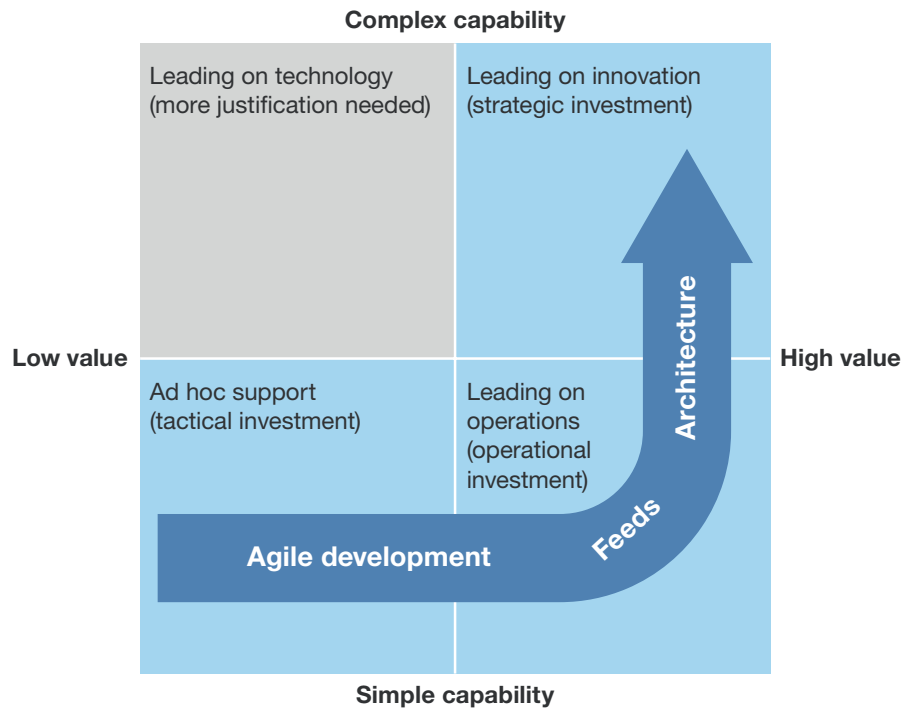 Complex capability
Leading on technology
(more justification needed)
Leading on innovation
(strategic investment)
Low value
High value
Ad hoc support
(tactical investment)
Leading on
operations
(operational
investment)
Architecture
Feeds
Agile development
Simple capability